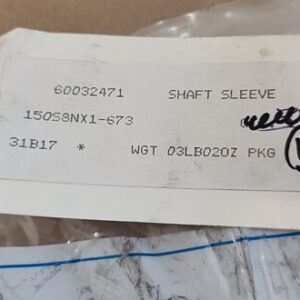 60032471 SHAFT SLEEVE
150S8NX1-673
31B17 * WGT 03LB02OZ PKG